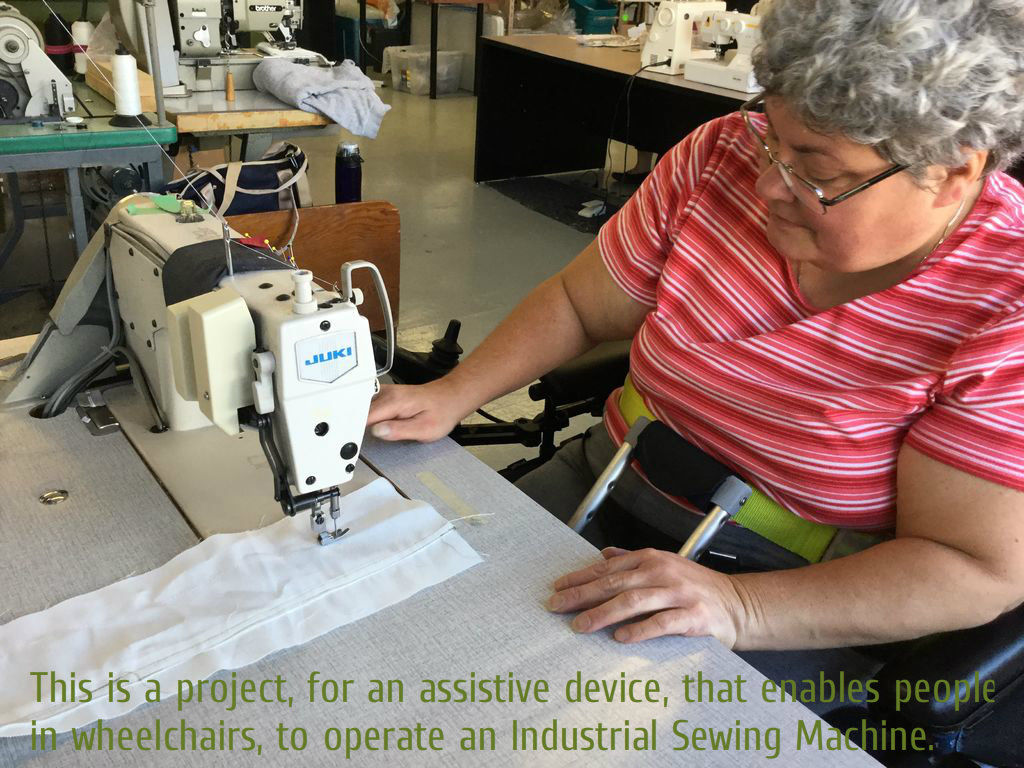 brother
JUKI
This is a project, for an assistive device, that enables people
in wheelchairs, to operate an Industrial Sewing Machine.